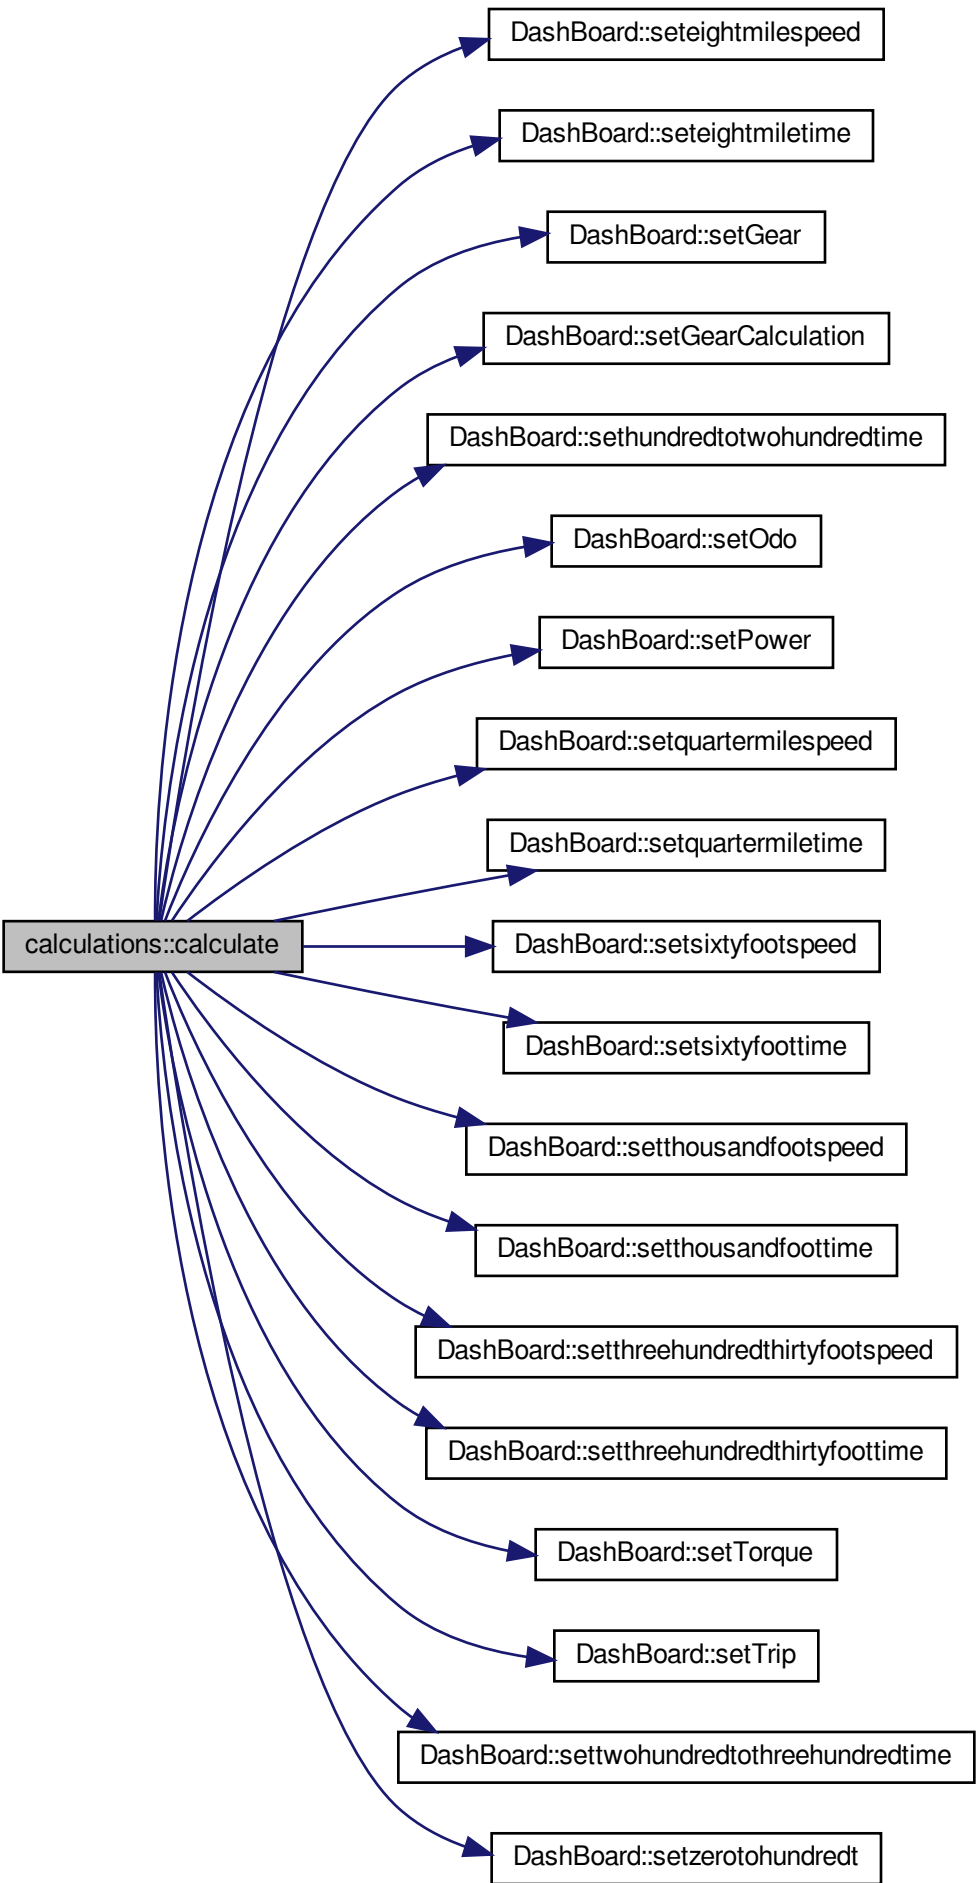 DashBoard::seteightmilespeed
DashBoard::seteightmiletime
DashBoard::setGear
DashBoard::setGearCalculation
DashBoard::sethundredtotwohundredtime
DashBoard::setOdo
DashBoard::setPower
DashBoard::setquartermilespeed
DashBoard::setquartermiletime
calculations::calculate
DashBoard::setsixtyfootspeed
DashBoard::setsixtyfoottime
DashBoard::setthousandfootspeed
DashBoard::setthousandfoottime
DashBoard::setthreehundredthirtyfootspeed
DashBoard::setthreehundredthirtyfoottime
DashBoard::setTorque
DashBoard::setTrip
DashBoard::settwohundredtothreehundredtime
DashBoard::setzerotohundredt